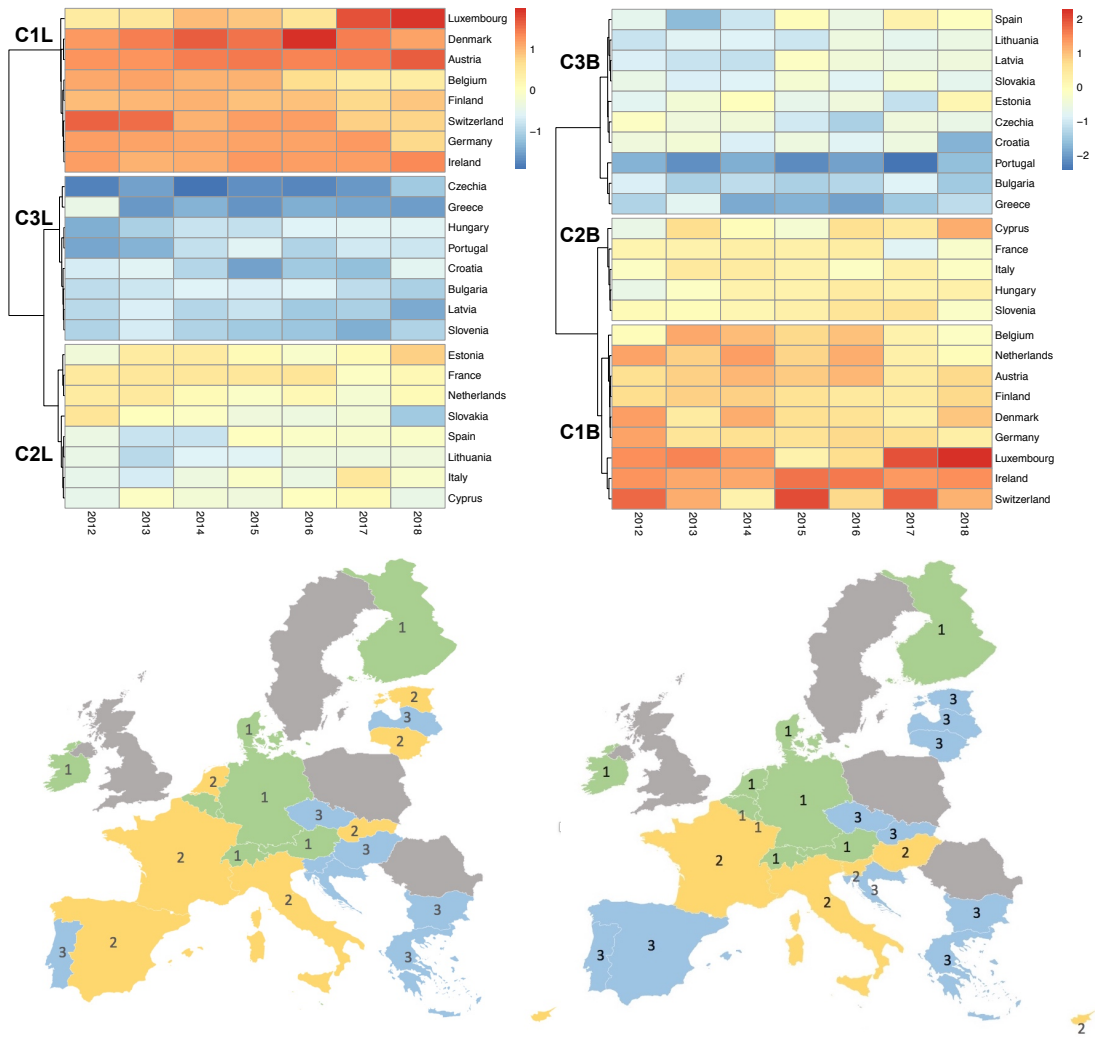 C1L
Luxembourg
Denmark
Austria
Belgium
Finland
Switzerland
Germany
Ireland
C3L
Czechia
Greece
Hungary
Portugal
Croatia
Bulgaria
Latvia
Slovenia
C2L
Estonia
France
Netherlands
Slovakia
Spain
Lithuania
Italy
Cyprus
2012 2013 2014 2015 2016 2017 2018
1
0
−1
C3B
Spain
Lithuania
Latvia
Slovakia
Estonia
Czechia
Croatia
Portugal
Bulgaria
Greece
C2B
Cyprus
France
Italy
Hungary
Slovenia
C1B
Belgium
Netherlands
Austria
Finland
Denmark
Germany
Luxembourg
Ireland
Switzerland
2012 2013 2014 2015 2016 2017 2018
2
1
0
−1
−2
1
2
3
2
1
1
2
1
3
2
1
3
1
2
2
3
2
3
3
1
3
3
3
1
1
1
1
1
1
3
3
1
2
1
2
2
3
2
3
3
3
3
2